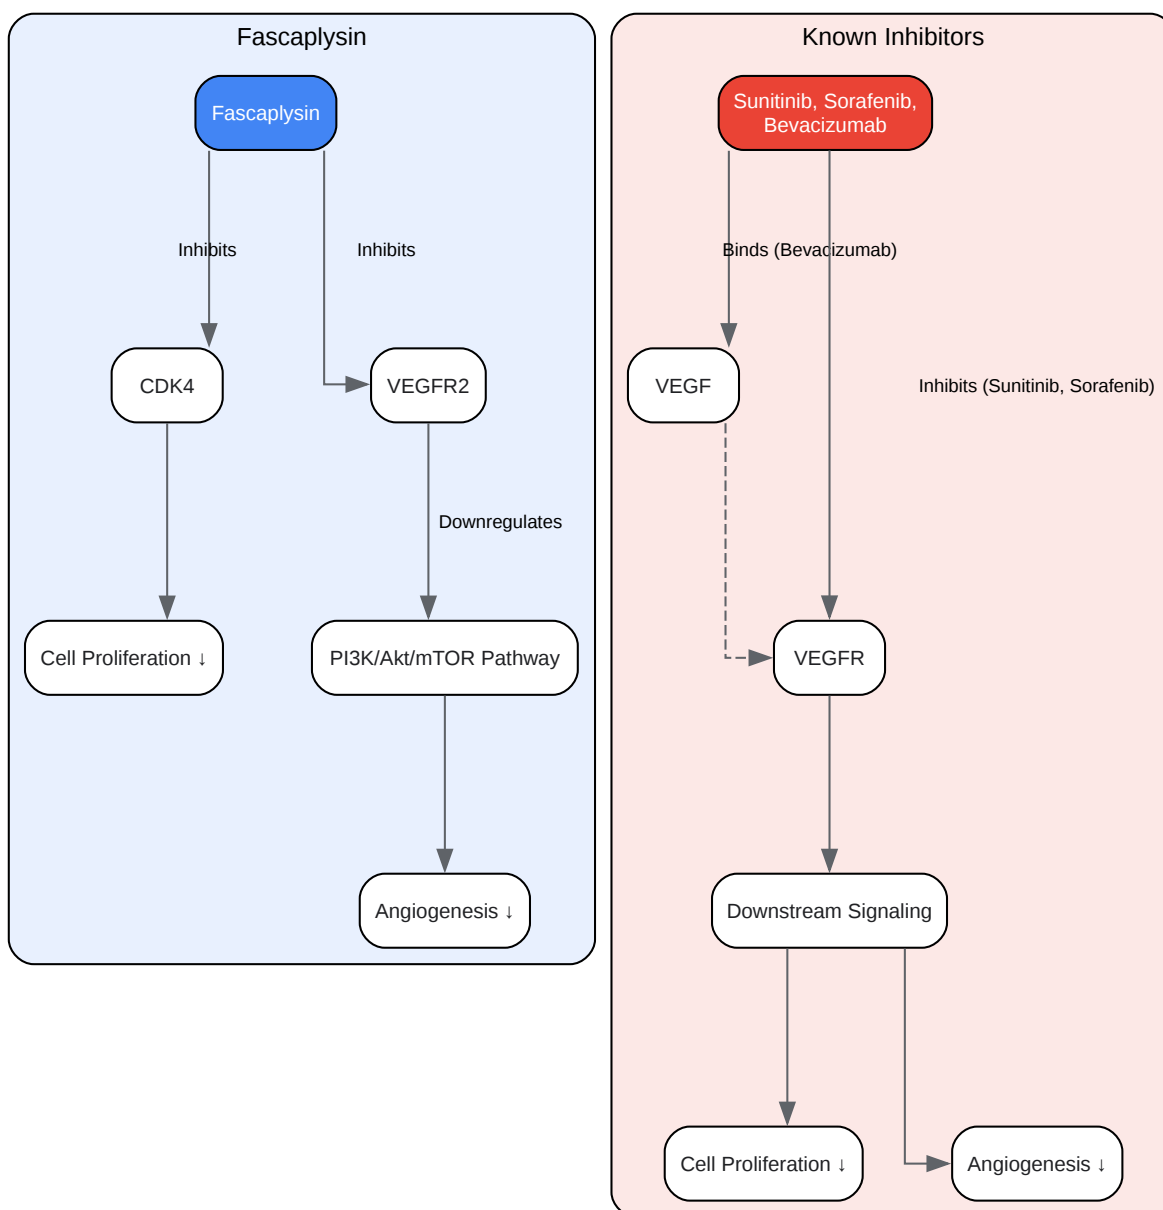 Fascaplysin
Fascaplysin
Inhibits
Inhibits
CDK4
VEGFR2
Downregulates
Cell Proliferation ↓
PI3K/Akt/mTOR Pathway
Angiogenesis ↓
Known Inhibitors
Sunitinib, Sorafenib,
Bevacizumab
Binds (Bevacizumab)
VEGF
Inhibits (Sunitinib, Sorafenib)
VEGFR
Downstream Signaling
Cell Proliferation ↓
Angiogenesis ↓